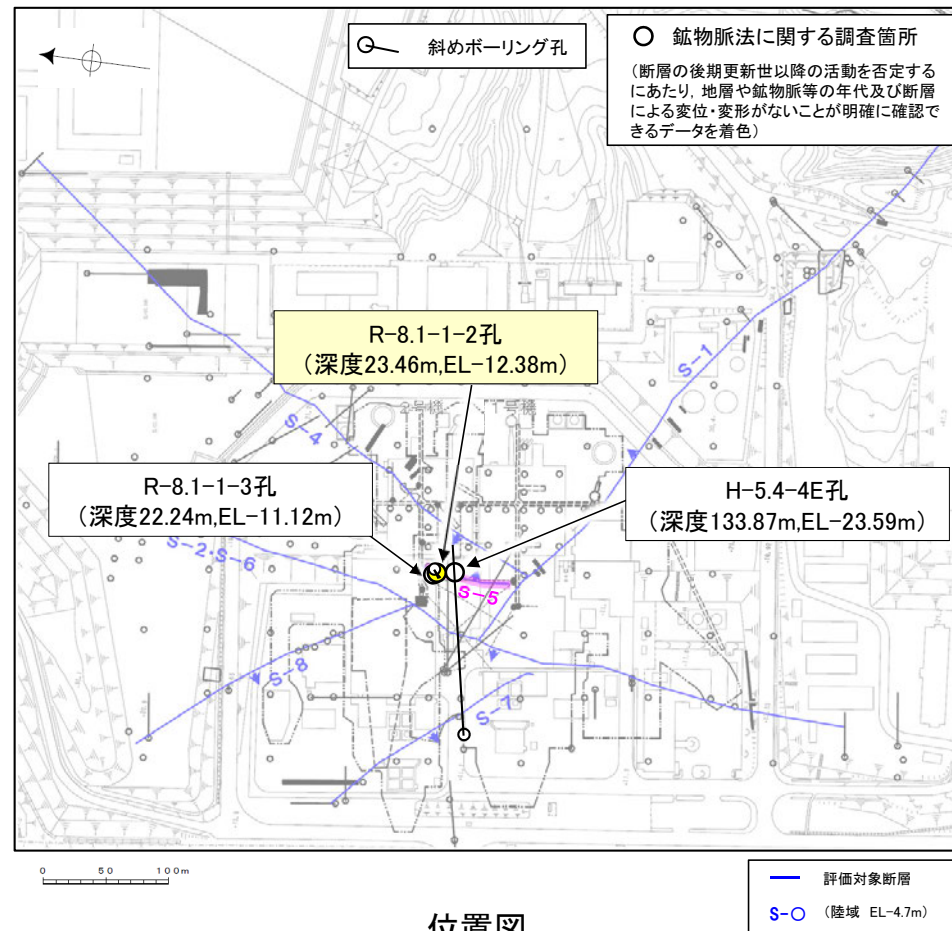 斜めボーリング孔
鉱物脈法に関する調査箇所
(断層の後期更新世以降の活動を否定する
にあたり, 地層や鉱物脈等の年代及び断層
による変位・変形がないことが明確に確認で
きるデータを着色)
R-8.1-1-2孔
(深度23.46m,EL-12.38m)
S-1
2号機
1号機
S-4
R-8.1-1-3孔
(深度22.24m,EL-11.12m)
H-5.4-4E孔
(深度133.87m,EL-23.59m)
S-2・S-6
S-5
S-8
S-7
0 50 100m
評価対象断層
S-○ (陸域 EL-4.7m)
位置図